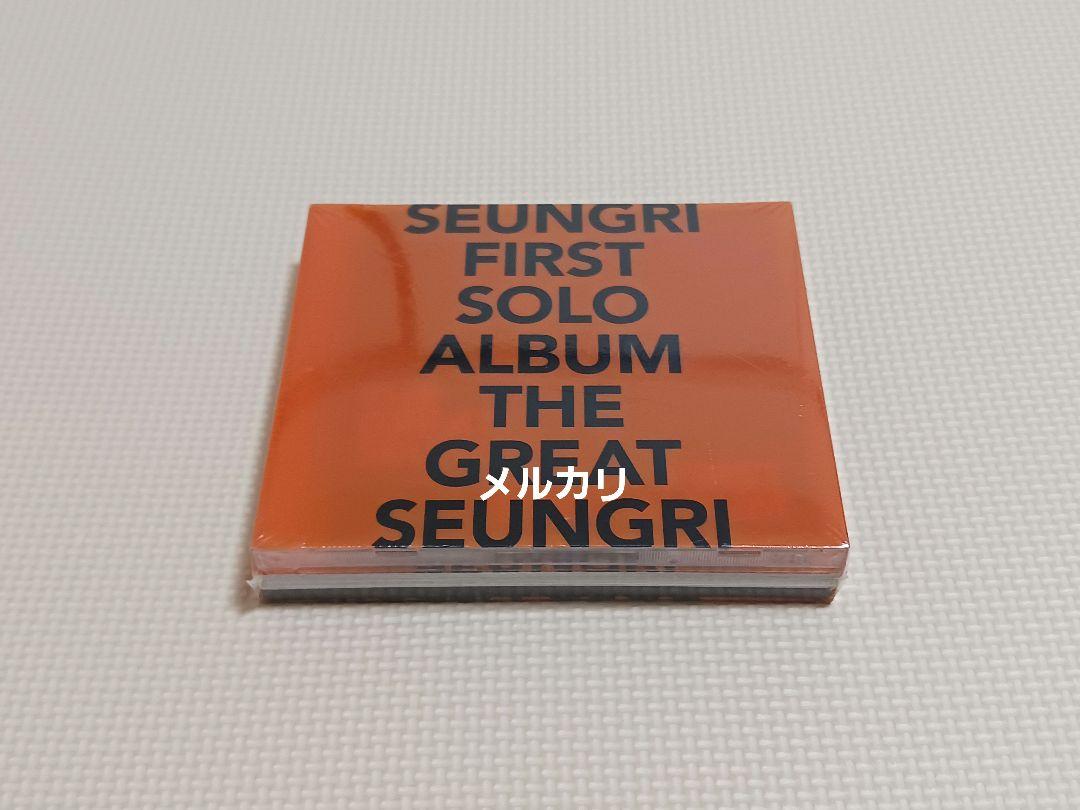 SEUNGRI
FIRST
SOLO
ALBUM
THE
GREAT
メルカリ
SEUNGRI